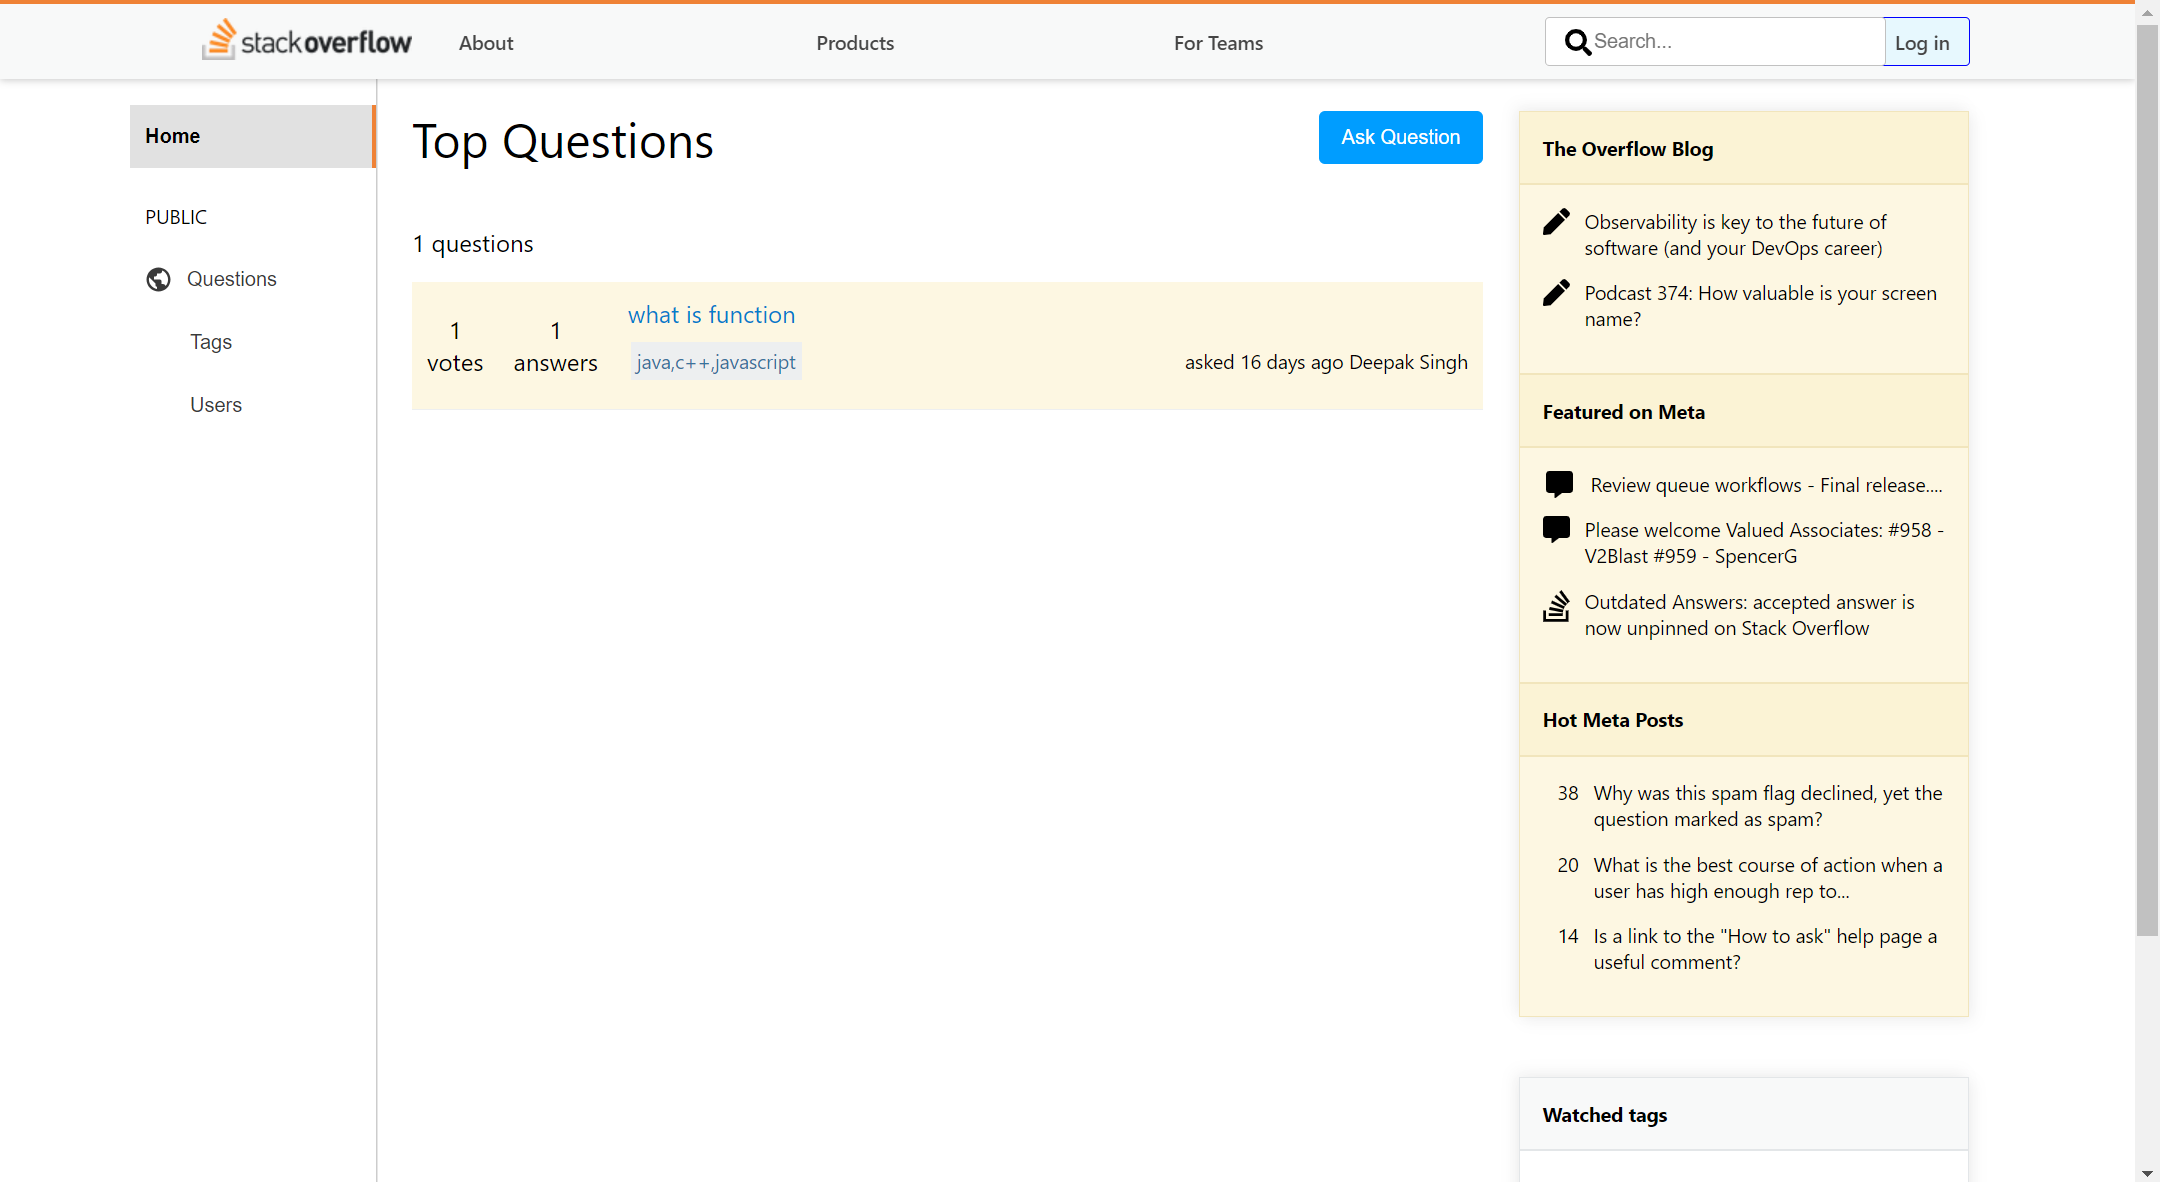 stackoverflow About Products For Teams Search... Log in
Home
PUBLIC
Questions
Tags
Users
Top Questions
Ask Question
1 questions
1 votes
1 answers
what is function
java,c++,javascript
asked 16 days ago Deepak Singh
The Overflow Blog
Observability is key to the future of
software (and your DevOps career)
Podcast 374: How valuable is your screen
name?
Featured on Meta
Review queue workflows - Final release....
Please welcome Valued Associates: #958 -
V2Blast #959 - SpencerG
Outdated Answers: accepted answer is
now unpinned on Stack Overflow
Hot Meta Posts
38 Why was this spam flag declined, yet the
question marked as spam?
20 What is the best course of action when a
user has high enough rep to...
14 Is a link to the "How to ask" help page a
useful comment?
Watched tags